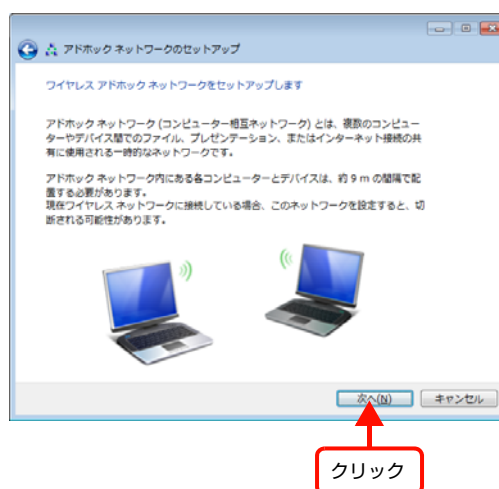 アドホック ネットワークのセットアップ
ワイヤレス アドホック ネットワークをセットアップします
アドホック ネットワーク (コンピューター相互ネットワーク) とは、複数のコンピュー
ターやデバイス間でのファイル、プレゼンテーション、またはインターネット接続の共
有に使用される一時的なネットワークです。
アドホック ネットワーク内にある各コンピューターとデバイスは、約 9 m の間隔で配
置する必要があります。
現在ワイヤレス ネットワークに接続している場合、このネットワークを設定すると、切
断される可能性があります。
次へ(N) キャンセル
クリック